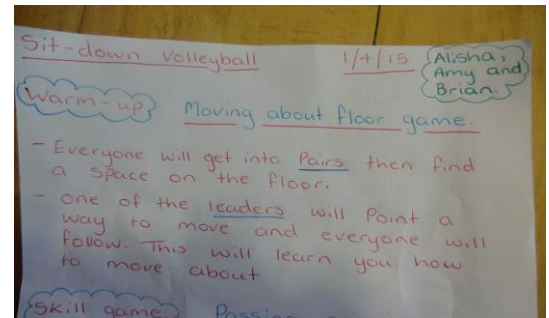 Sit-down volleyball 1/4/15 Alisha,
Amy and
Brian.
Warm-up Moving about floor game.
- Everyone will get into Pairs then find
a space on the floor.
- one of the leaders will Point a
way to move and everyone will
follow. This will learn you how
to move about.
Skill game